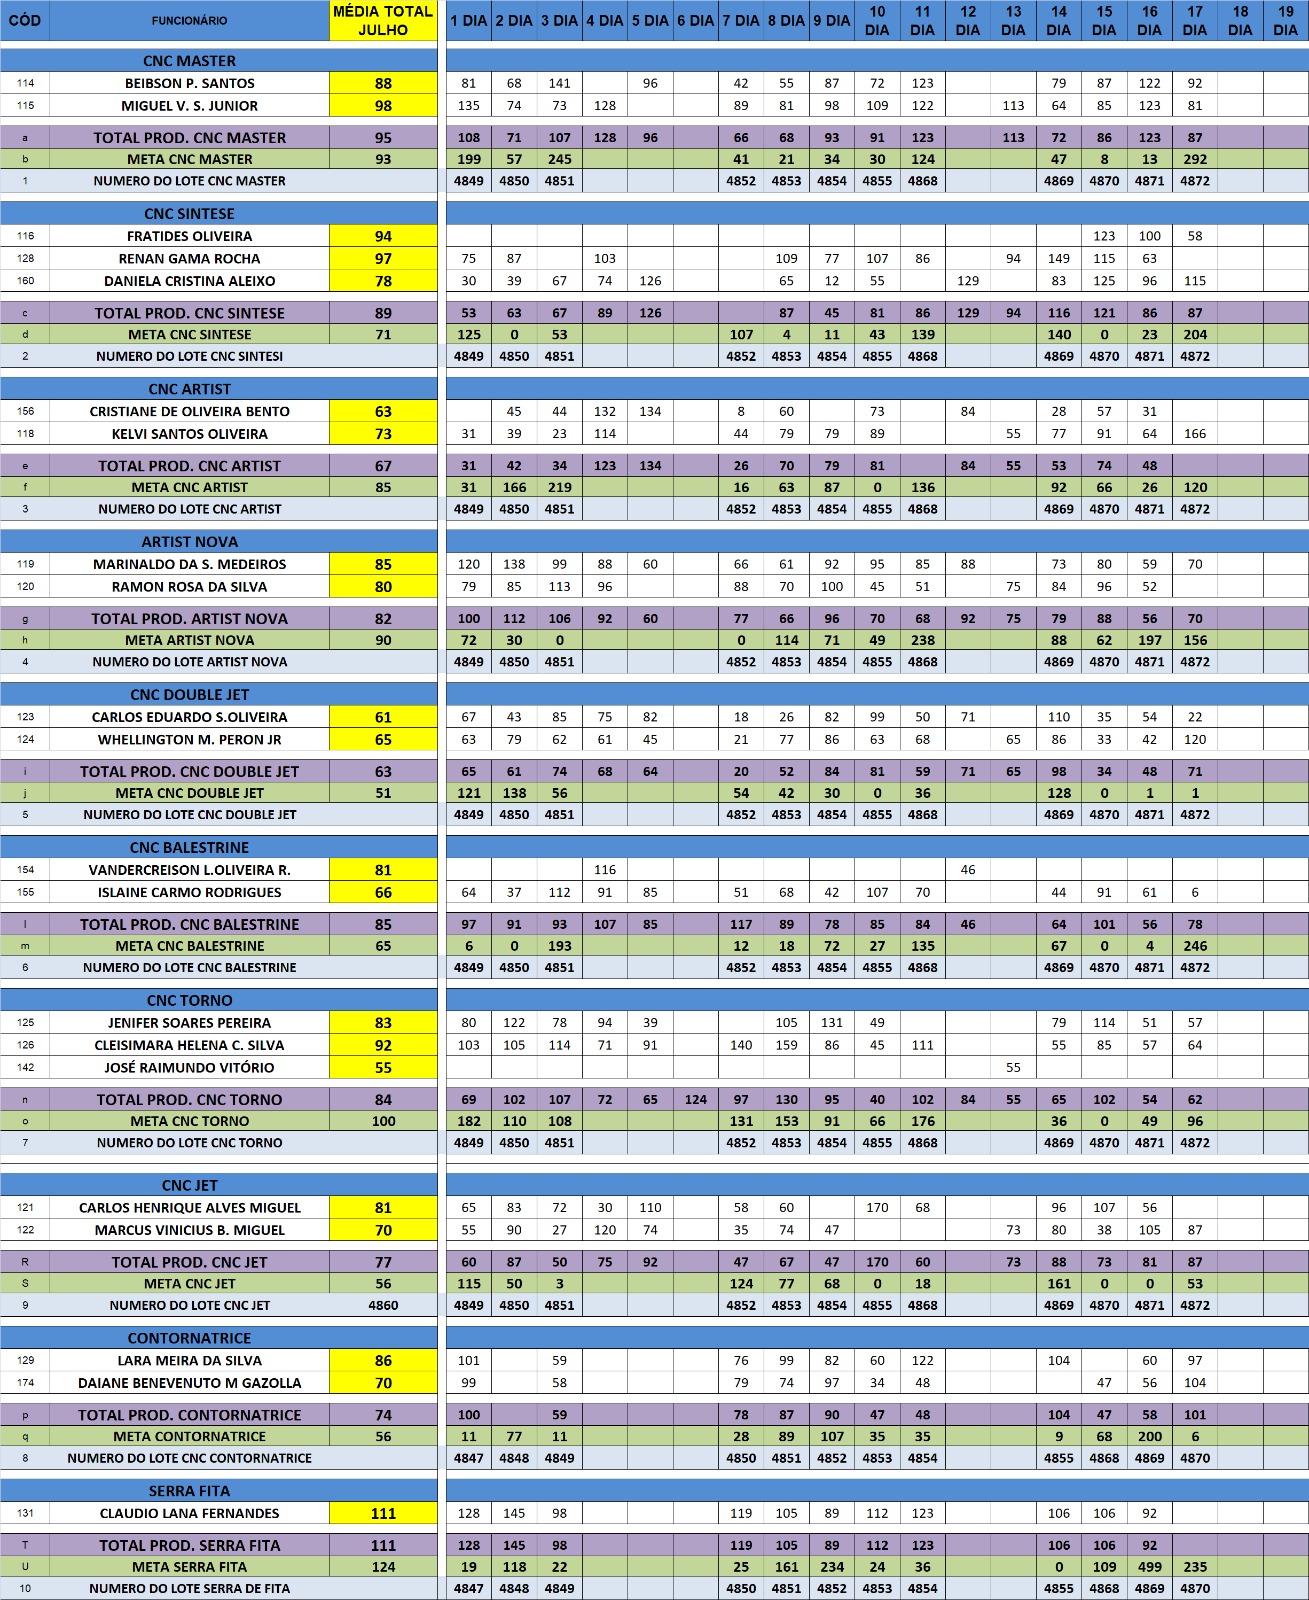 CÓD FUNCIONÁRIO MÉDIA TOTAL JULHO 1 DIA 2 DIA 3 DIA 4 DIA 5 DIA 6 DIA 7 DIA 8 DIA 9 DIA 10 DIA 11 DIA 12 DIA 13 DIA 14 DIA 15 DIA 16 DIA 17 DIA 18 DIA 19 DIA
CNC MASTER
114 BEIBSON P. SANTOS 88 81 68 141 96 42 55 87 72 123 79 87 122 92
115 MIGUEL V. S. JUNIOR 98 135 74 73 128 89 81 98 109 122 113 64 85 123 81
a TOTAL PROD. CNC MASTER 95 108 71 107 128 96 66 68 93 91 123 113 72 86 123 87
b META CNC MASTER 93 199 57 245 41 21 34 30 124 47 8 13 292
1 NUMERO DO LOTE CNC MASTER 4849 4850 4851 4852 4853 4854 4855 4868 4869 4870 4871 4872
CNC SINTESE
116 FRATIDES OLIVEIRA 94 123 100 58
128 RENAN GAMA ROCHA 97 75 87 103 109 77 107 86 94 149 115 63
160 DANIELA CRISTINA ALEIXO 78 30 39 67 74 126 65 12 55 129 83 125 96 115
c TOTAL PROD. CNC SINTESE 89 53 63 67 89 126 87 45 81 86 129 94 116 121 86 87
d META CNC SINTESE 71 125 0 53 107 4 11 43 139 140 0 23 204
2 NUMERO DO LOTE CNC SINTESI 4849 4850 4851 4852 4853 4854 4855 4868 4869 4870 4871 4872
CNC ARTIST
156 CRISTIANE DE OLIVEIRA BENTO 63 45 44 132 134 8 60 73 84 28 57 31
118 KELVI SANTOS OLIVEIRA 73 31 39 23 114 44 79 79 89 55 77 91 64 166
e TOTAL PROD. CNC ARTIST 67 31 42 34 123 134 26 70 79 81 84 55 53 74 48
f META CNC ARTIST 85 31 166 219 16 63 87 0 136 92 66 26 120
3 NUMERO DO LOTE CNC ARTIST 4849 4850 4851 4852 4853 4854 4855 4868 4869 4870 4871 4872
ARTIST NOVA
119 MARINALDO DA S. MEDEIROS 85 120 138 99 88 60 66 61 92 95 85 88 73 80 59 70
120 RAMON ROSA DA SILVA 80 79 85 113 96 88 70 100 45 51 75 84 96 52
g TOTAL PROD. ARTIST NOVA 82 100 112 106 92 60 77 66 96 70 68 92 75 79 88 56 70
h META ARTIST NOVA 90 72 30 0 0 114 71 49 238 88 62 197 156
4 NUMERO DO LOTE ARTIST NOVA 4849 4850 4851 4852 4853 4854 4855 4868 4869 4870 4871 4872
CNC DOUBLE JET
123 CARLOS EDUARDO S.OLIVEIRA 61 67 43 85 75 82 18 26 82 99 50 71 110 35 54 22
124 WHELLINGTON M. PERON JR 65 63 79 62 61 45 21 77 86 63 68 65 86 33 42 120
i TOTAL PROD. CNC DOUBLE JET 63 65 61 74 68 64 20 52 84 81 59 71 65 98 34 48 71
j META CNC DOUBLE JET 51 121 138 56 54 42 30 0 36 128 0 1 1
5 NUMERO DO LOTE CNC DOUBLE JET 4849 4850 4851 4852 4853 4854 4855 4868 4869 4870 4871 4872
CNC BALESTRINE
154 VANDERCREISON L.OLIVEIRA R. 81 116 46
155 ISLAINE CARMO RODRIGUES 66 64 37 112 91 85 51 68 42 107 70 44 91 61 6
l TOTAL PROD. CNC BALESTRINE 85 97 91 93 107 85 117 89 78 85 84 46 64 101 56 78
m META CNC BALESTRINE 65 6 0 193 12 18 72 27 135 67 0 4 246
6 NUMERO DO LOTE CNC BALESTRINE 4849 4850 4851 4852 4853 4854 4855 4868 4869 4870 4871 4872
CNC TORNO
125 JENIFER SOARES PEREIRA 83 80 122 78 94 39 105 131 49 79 114 51 57
126 CLEISIMARA HELENA C. SILVA 92 103 105 114 71 91 140 159 86 45 111 55 85 57 64
142 JOSÉ RAIMUNDO VITÓRIO 55 55
n TOTAL PROD. CNC TORNO 84 69 102 107 72 65 124 97 130 95 40 102 84 55 65 102 54 62
o META CNC TORNO 100 182 110 108 131 153 91 66 176 36 0 49 96
7 NUMERO DO LOTE CNC TORNO 4849 4850 4851 4852 4853 4854 4855 4868 4869 4870 4871 4872
CNC JET
121 CARLOS HENRIQUE ALVES MIGUEL 81 65 83 72 30 110 58 60 170 68 96 107 56
122 MARCUS VINICIUS B. MIGUEL 70 55 90 27 120 74 35 74 47 73 80 38 105 87
R TOTAL PROD. CNC JET 77 60 87 50 75 92 47 67 47 170 60 73 88 73 81 87
S META CNC JET 56 115 50 3 124 77 68 0 18 161 0 0 53
9 NUMERO DO LOTE CNC JET 4860 4849 4850 4851 4852 4853 4854 4855 4868 4869 4870 4871 4872
CONTORNATRICE
129 LARA MEIRA DA SILVA 86 101 59 76 99 82 60 122 104 60 97
174 DAIANE BENEVENUTO M GAZOLLA 70 99 58 79 74 97 34 48 47 56 104
p TOTAL PROD. CONTORNATRICE 74 100 59 78 87 90 47 48 104 47 58 101
q META CONTORNATRICE 56 11 77 11 28 89 107 35 35 9 68 200 6
8 NUMERO DO LOTE CNC CONTORNATRICE 4847 4848 4849 4850 4851 4852 4853 4854 4855 4868 4869 4870
SERRA FITA
131 CLAUDIO LANA FERNANDES 111 128 145 98 119 105 89 112 123 106 106 92
T TOTAL PROD. SERRA FITA 111 128 145 98 119 105 89 112 123 106 106 92
U META SERRA FITA 124 19 118 22 25 161 234 24 36 0 109 499 235
10 NUMERO DO LOTE SERRA DE FITA 4847 4848 4849 4850 4851 4852 4853 4854 4855 4868 4869 4870